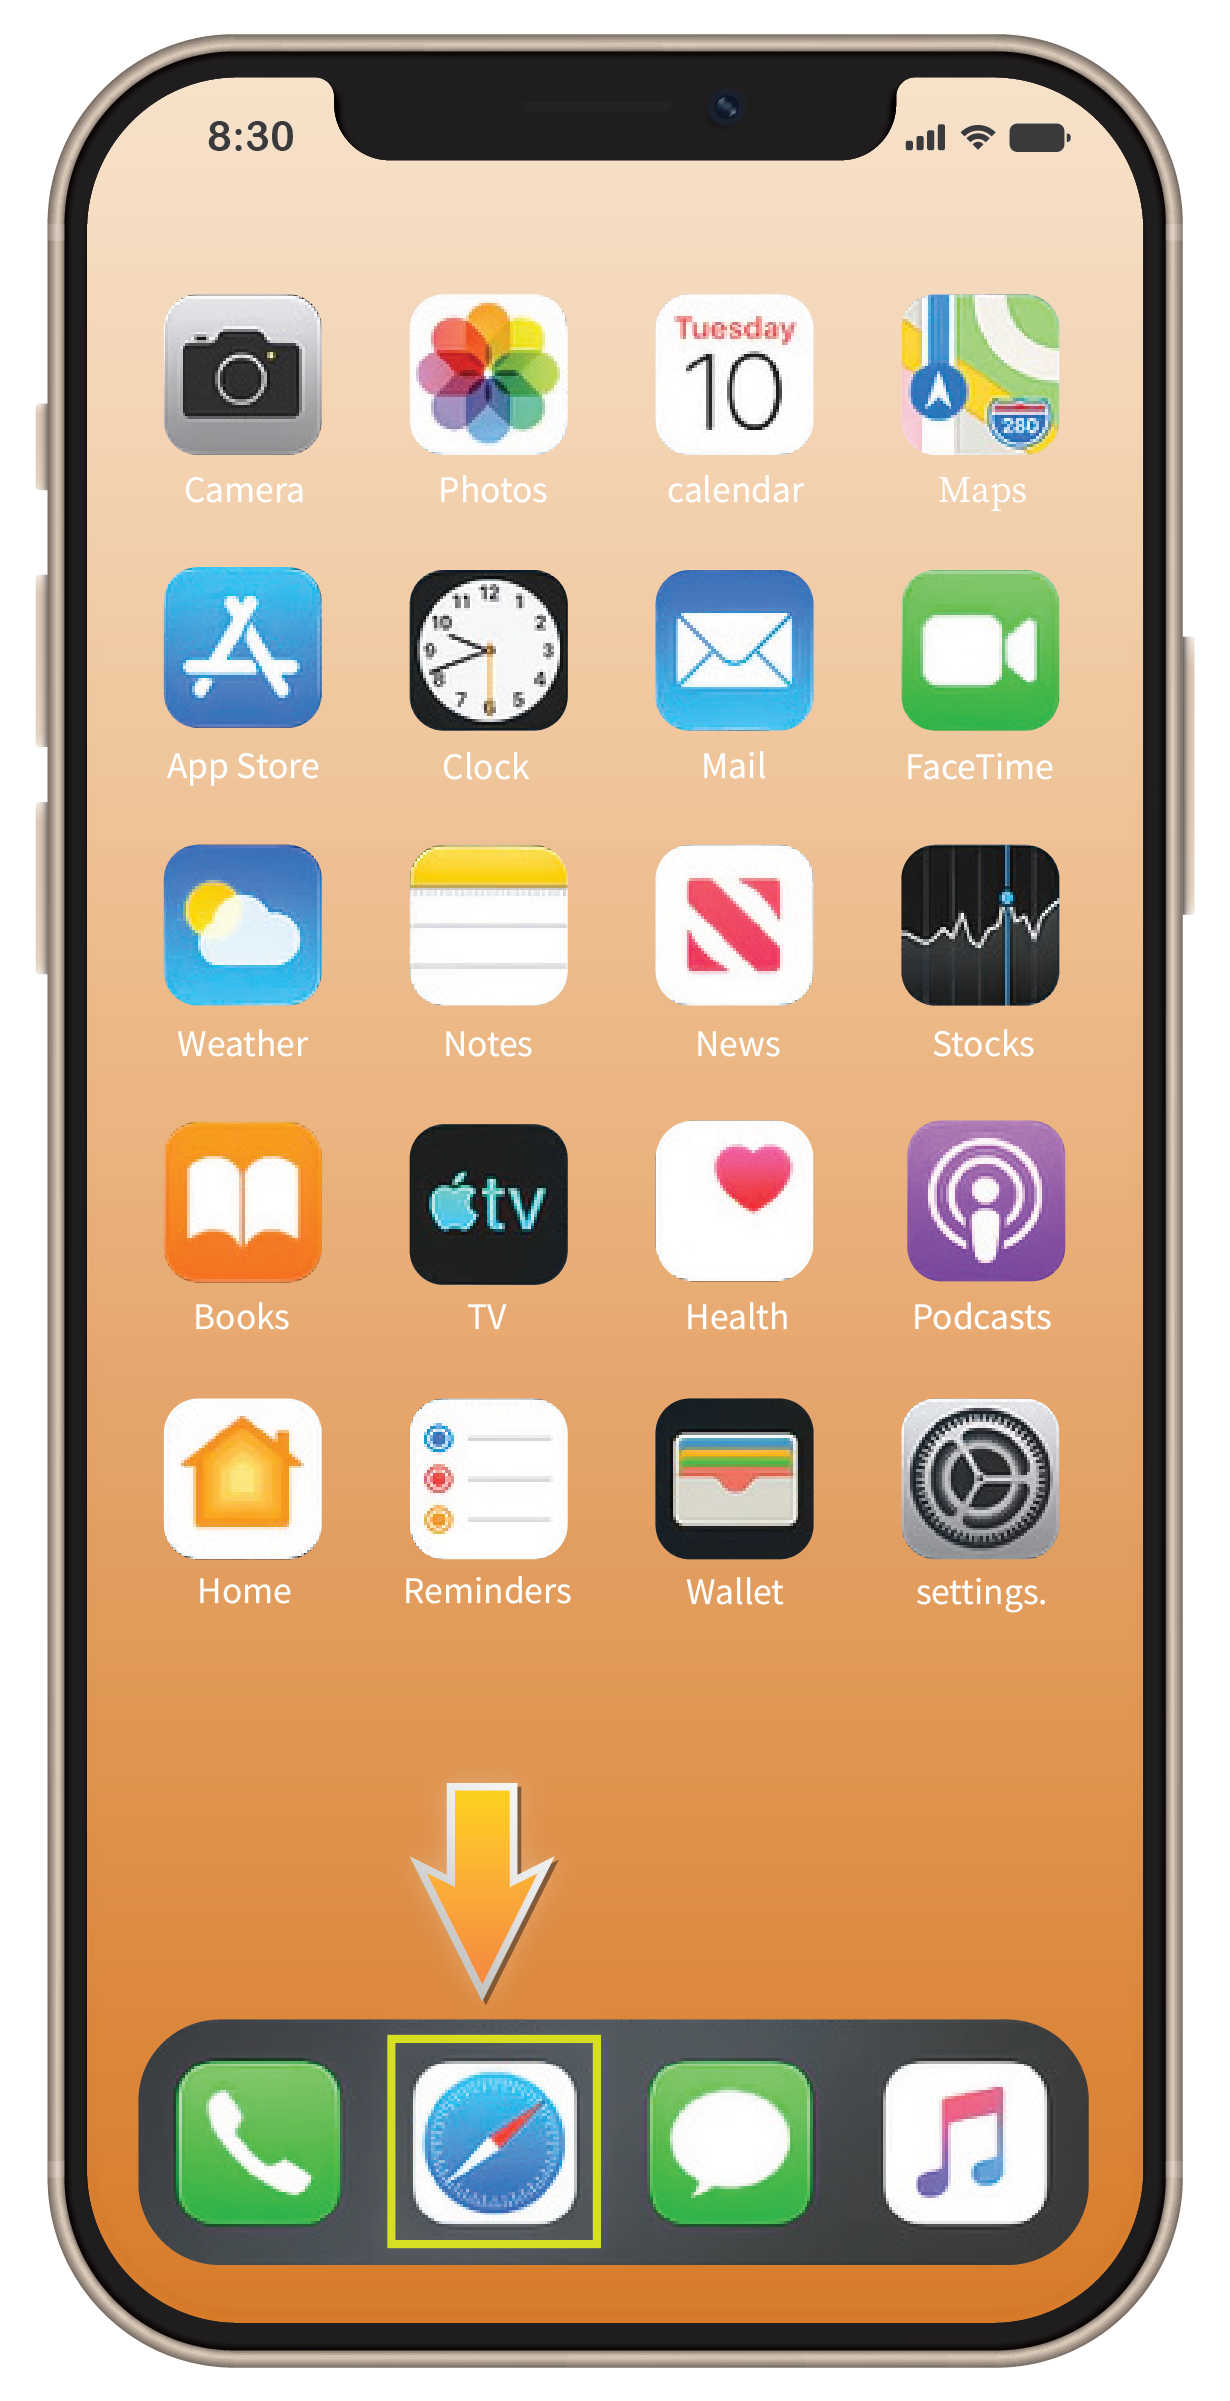 8:30
Tuesday
10
280
Camera
Photos
calendar
Maps
12
11
1
10
2
9
3
8
4
7
5
6
App Store
Clock
Mail
FaceTime
Weather
Notes
News
Stocks
tv
Books
TV
Health
Podcasts
Home
Reminders
Wallet
settings.